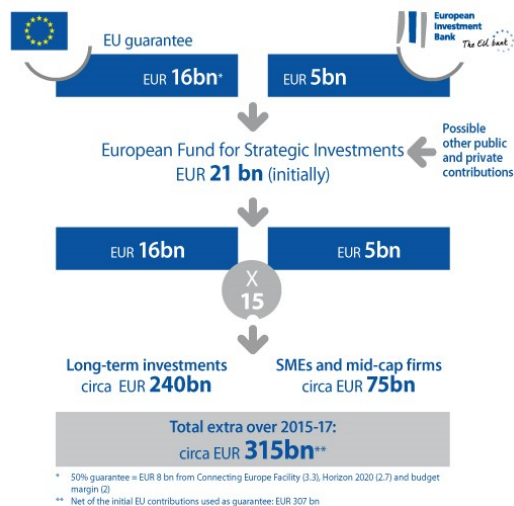 EU guarantee
European
Investment
Bank
The EU bank
EUR 16bn*
EUR 5bn
European Fund for Strategic Investments
EUR 21 bn (initially)
Possible
other public
and private
contributions
EUR 16bn
EUR 5bn
X
15
Long-term investments
circa EUR 240bn
SMEs and mid-cap firms
circa EUR 75bn
Total extra over 2015-17:
circa EUR 315bn**
* 50% guarantee = EUR 8 bn from Connecting Europe Facility (3.3), Horizon 2020 (2.7) and budget
margin (2)
** Net of the initial EU contributions used as guarantee: EUR 307 bn